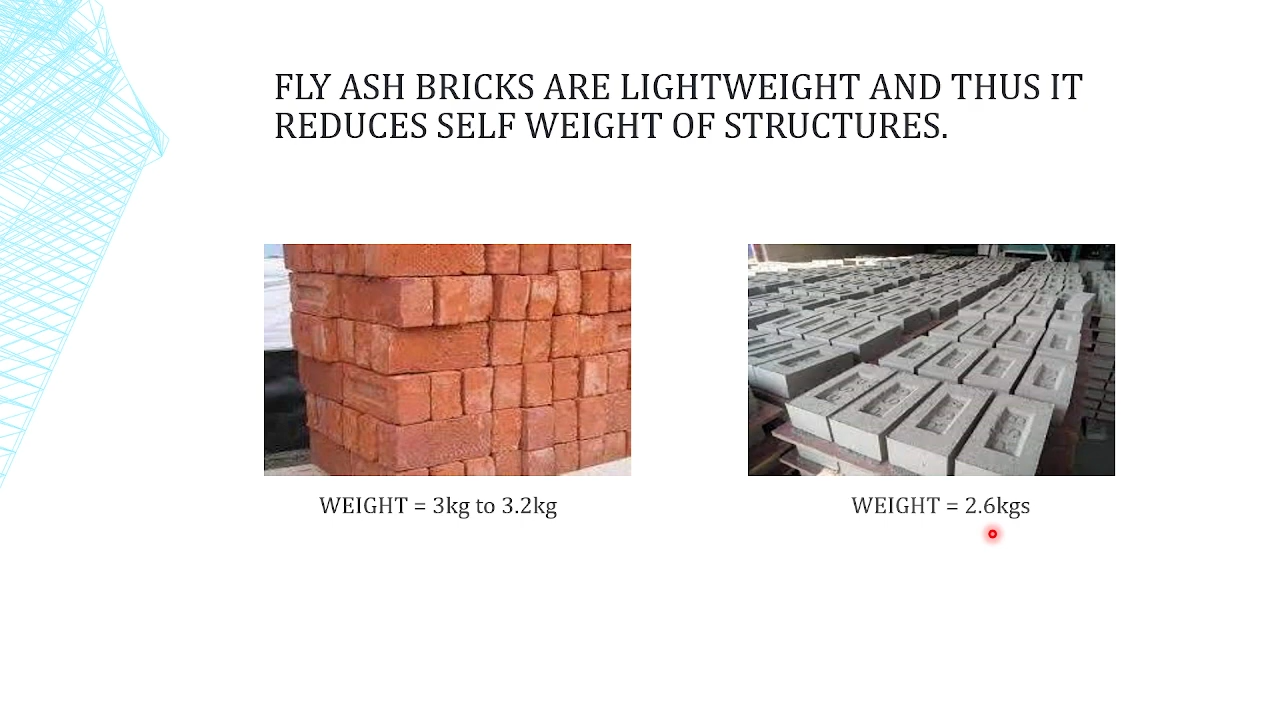 FLY ASH BRICKS ARE LIGHTWEIGHT AND THUS IT
REDUCES SELF WEIGHT OF STRUCTURES.
WEIGHT = 3kg to 3.2kg
WEIGHT = 2.6kgs